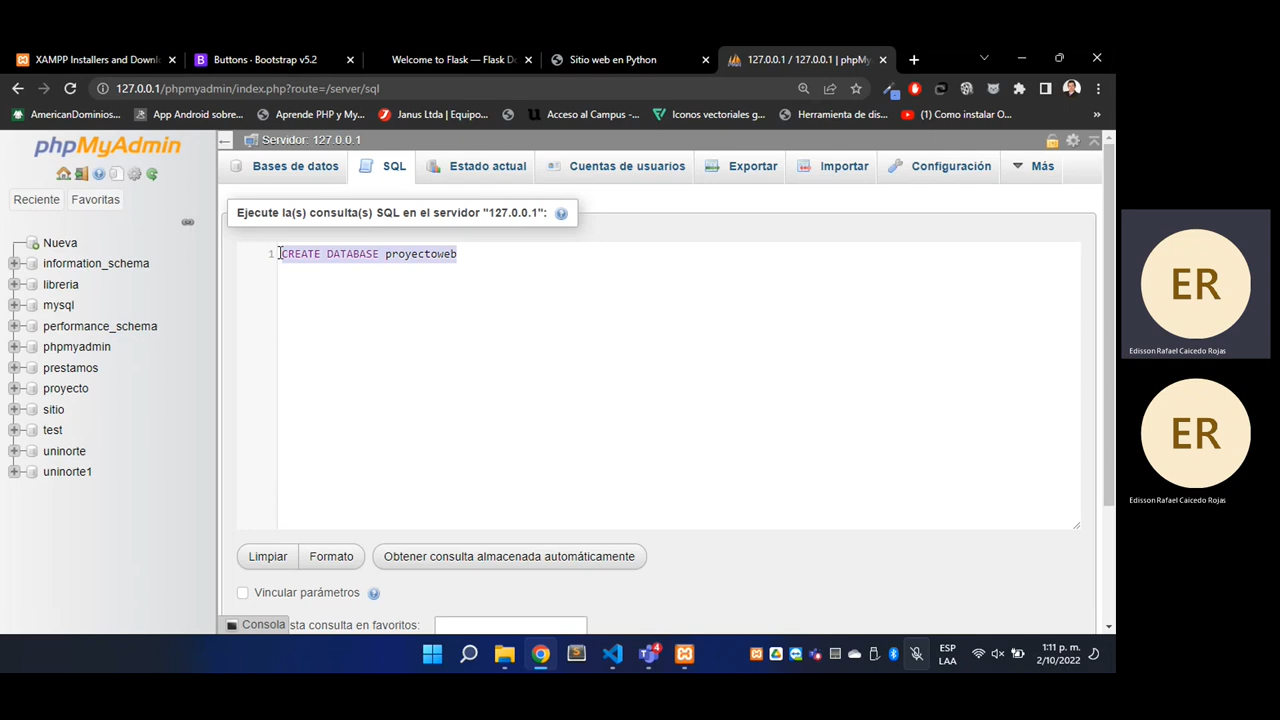 XAMPP Installers and Downl
Buttons · Bootstrap v5.2
Welcome to Flask — Flask D
Sitio web en Python
127.0.0.1 / 127.0.0.1 | phpMy
127.0.0.1/phpmyadmin/index.php?route=/server/sql
AmericanDominios...
App Android sobre...
Aprende PHP y My...
Janus Ltda | Equipo...
Acceso al Campus -...
Iconos vectoriales g...
Herramienta de dis...
(1) Como instalar O...
»
phpMyAdmin
Reciente
Favoritas
Nueva
information_schema
libreria
mysql
performance_schema
phpmyadmin
prestamos
proyecto
sitio
test
uninorte
uninorte1
Servidor: 127.0.0.1
Bases de datos
SQL
Estado actual
Cuentas de usuarios
Exportar
Importar
Configuración
Más
Ejecute la(s) consulta(s) SQL en el servidor "127.0.0.1":
1 CREATE DATABASE proyectoweb
Limpiar
Formato
Obtener consulta almacenada automáticamente
Vincular parámetros
Consola
sta consulta en favoritos:
ER
Edisson Rafael Caicedo Rojas
ER
Edisson Rafael Caicedo Rojas
4
ESP
LAA
1:11 p. m.
2/10/2022